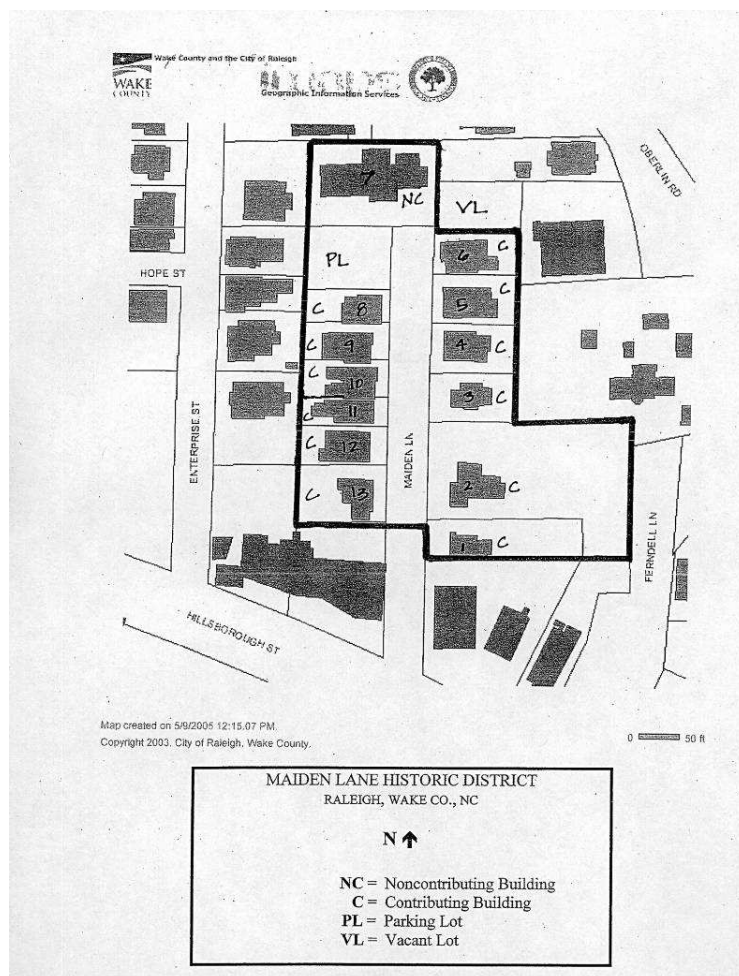 Wake County and the City of Raleigh
WAKE
COUNTY
Geographic Information Services
OBERLIN RD
7
NC
VL
C
6
PL
HOPE ST
C
C
8
5
C
9
4
C
C
10
3
C
C
11
C
12
ENTERPRISE ST
MAIDEN LN
C
13
2
C
1
C
FERNDELL LN
HILLSBOROUGH ST
Map created on 5/9/2005 12:15:07 PM.
Copyright 2003. City of Raleigh, Wake County.
0 50 ft
MAIDEN LANE HISTORIC DISTRICT
RALEIGH, WAKE CO., NC
N
NC = Noncontributing Building
C = Contributing Building
PL = Parking Lot
VL = Vacant Lot